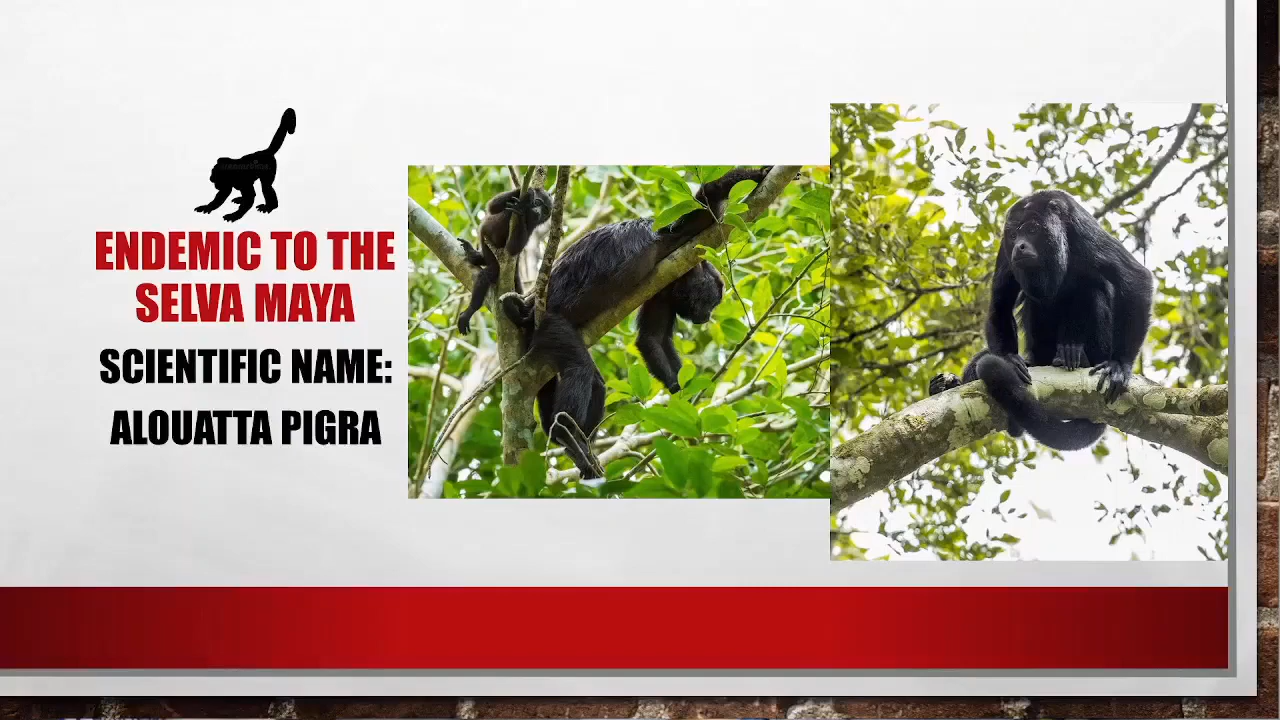 ENDEMIC TO THE
SELVA MAYA
SCIENTIFIC NAME:
ALOUATTA PIGRA